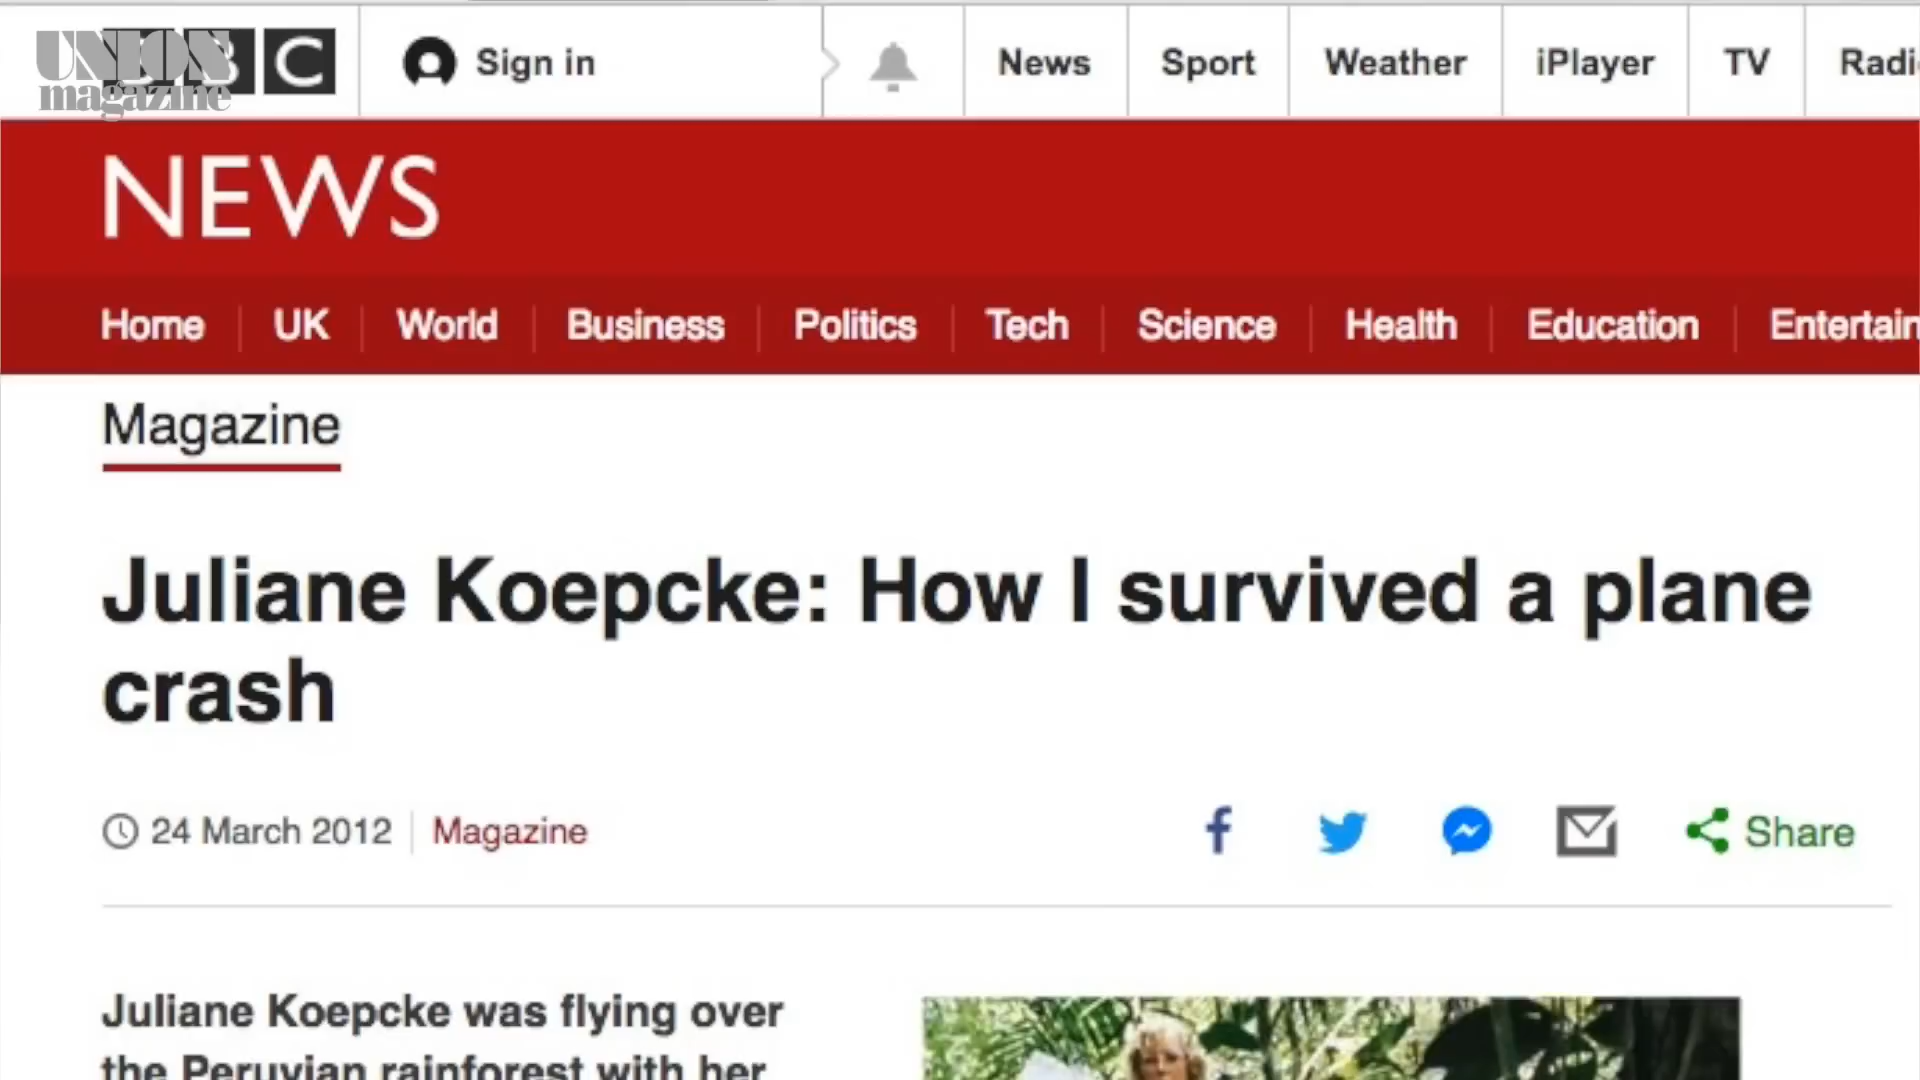 UNION
magazine
C
Sign in
News
Sport
Weather
iPlayer
TV
Radi
NEWS
Home
UK
World
Business
Politics
Tech
Science
Health
Education
Entertain
Magazine
Juliane Koepcke: How I survived a plane
crash
24 March 2012
Magazine
Share
Juliane Koepcke was flying over
the Peruvian rainforest with her